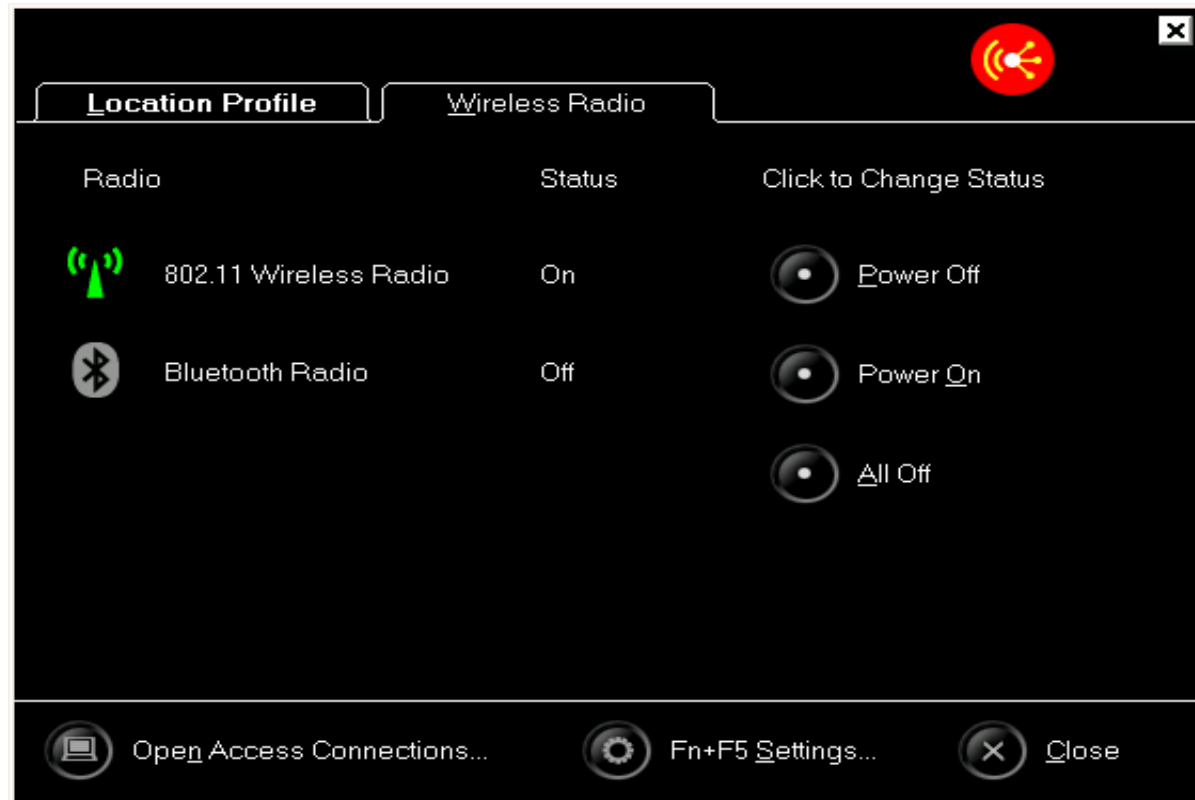 Location Profile
Wireless Radio
Radio Status Click to Change Status
802.11 Wireless Radio On Power Off
Bluetooth Radio Off Power On
All Off
Open Access Connections... Fn+F5 Settings... Close